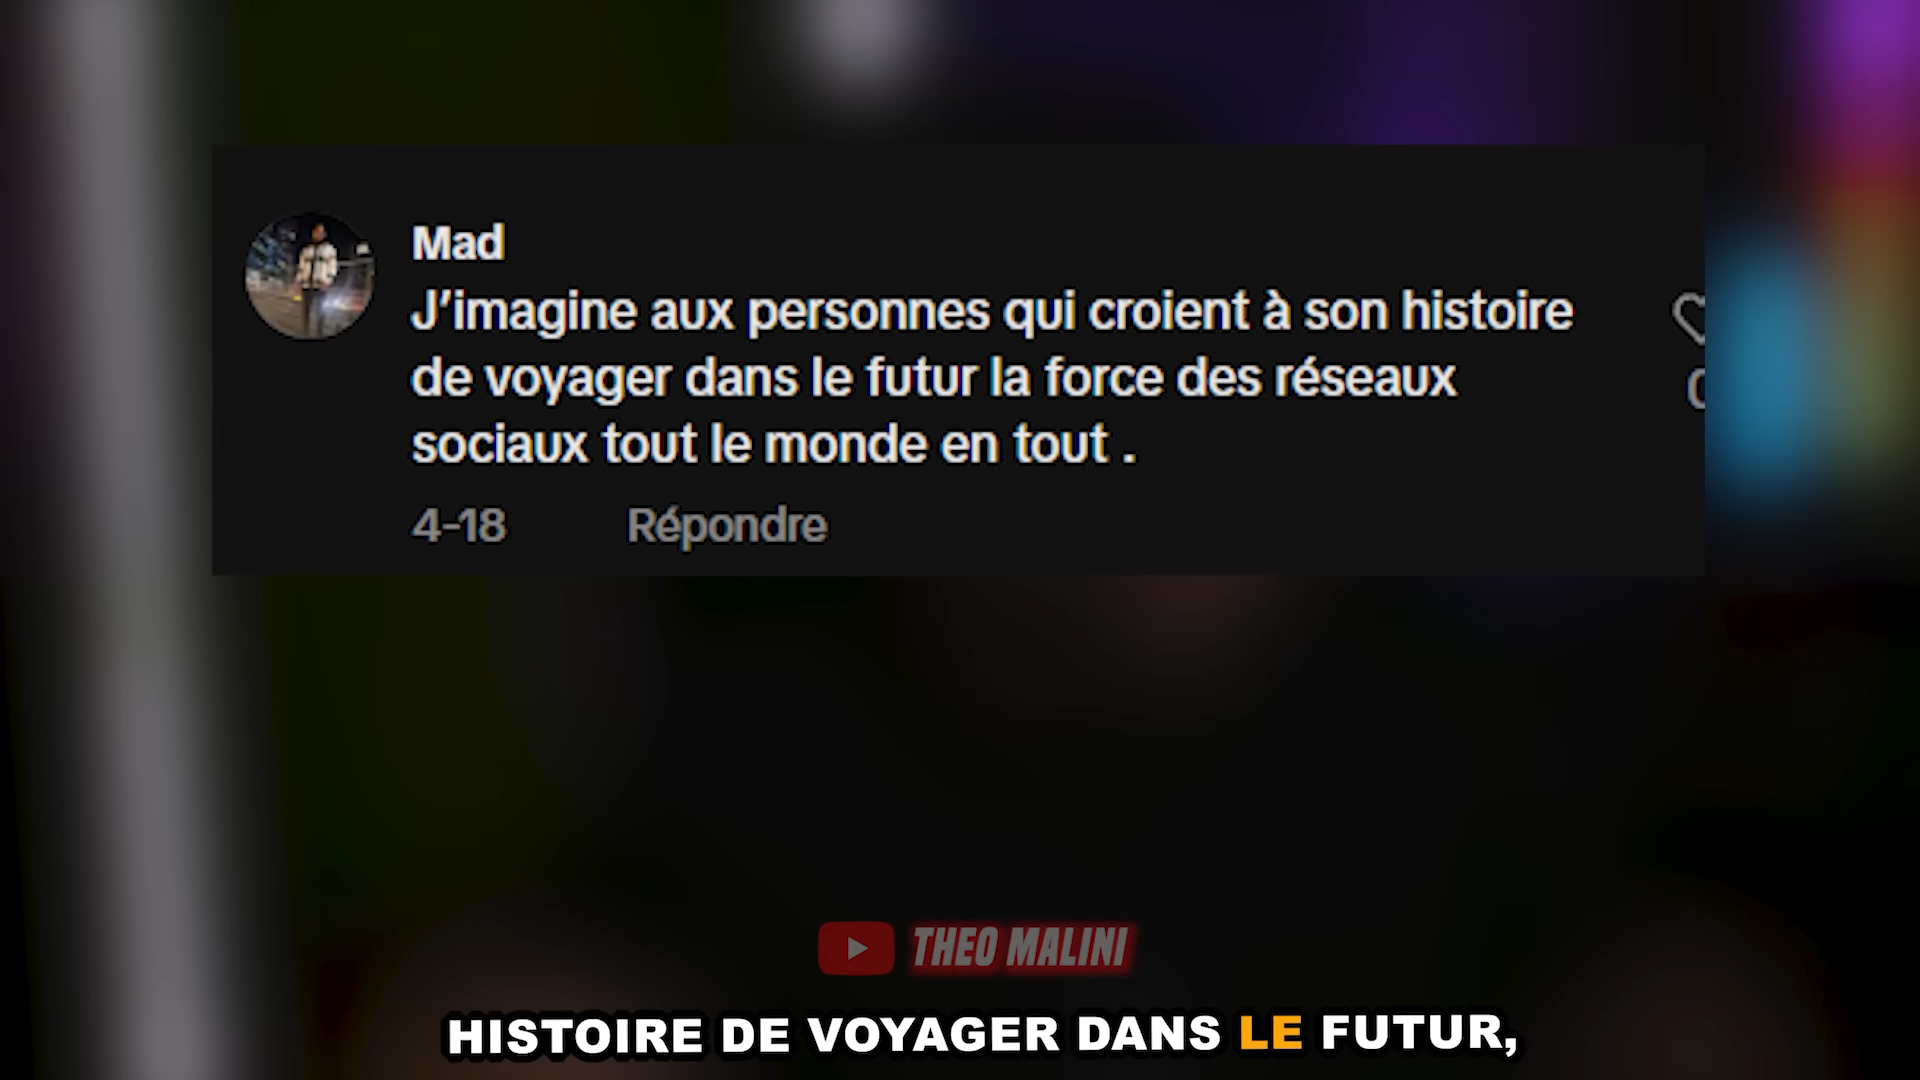 Mad
J'imagine aux personnes qui croient à son histoire
de voyager dans le futur la force des réseaux
sociaux tout le monde en tout .
4-18 Répondre
THEO MALINI
HISTOIRE DE VOYAGER DANS LE FUTUR,